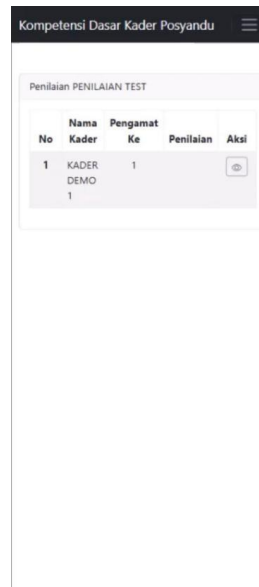 Kompetensi Dasar Kader Posyandu
Penilaian PENILAIAN TEST
No Nama Kader Pengamat Ke Penilaian Aksi
1 KADER DEMO 1 1